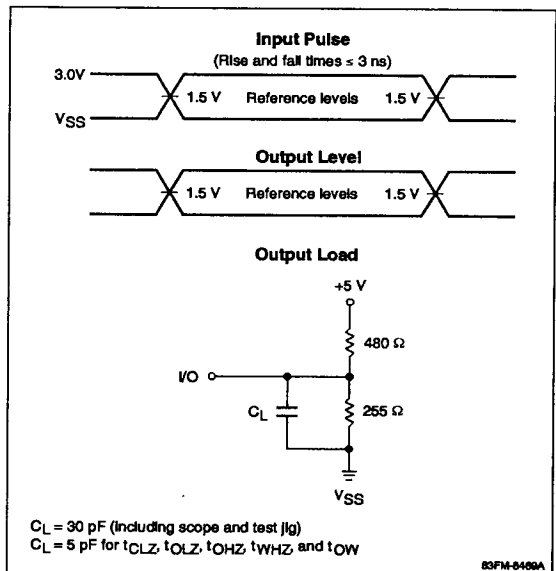 Input Pulse
(Rise and fall times ≤ 3 ns)
3.0V
1.5 V Reference levels 1.5 V
VSS
Output Level
1.5 V Reference levels 1.5 V
Output Load
+5 V
480 Ω
I/O
CL
255 Ω
VSS
CL = 30 pF (including scope and test jig)
CL = 5 pF for tCLZ, tOLZ, tOHZ, tWHZ, and tOW
83FM-8469A